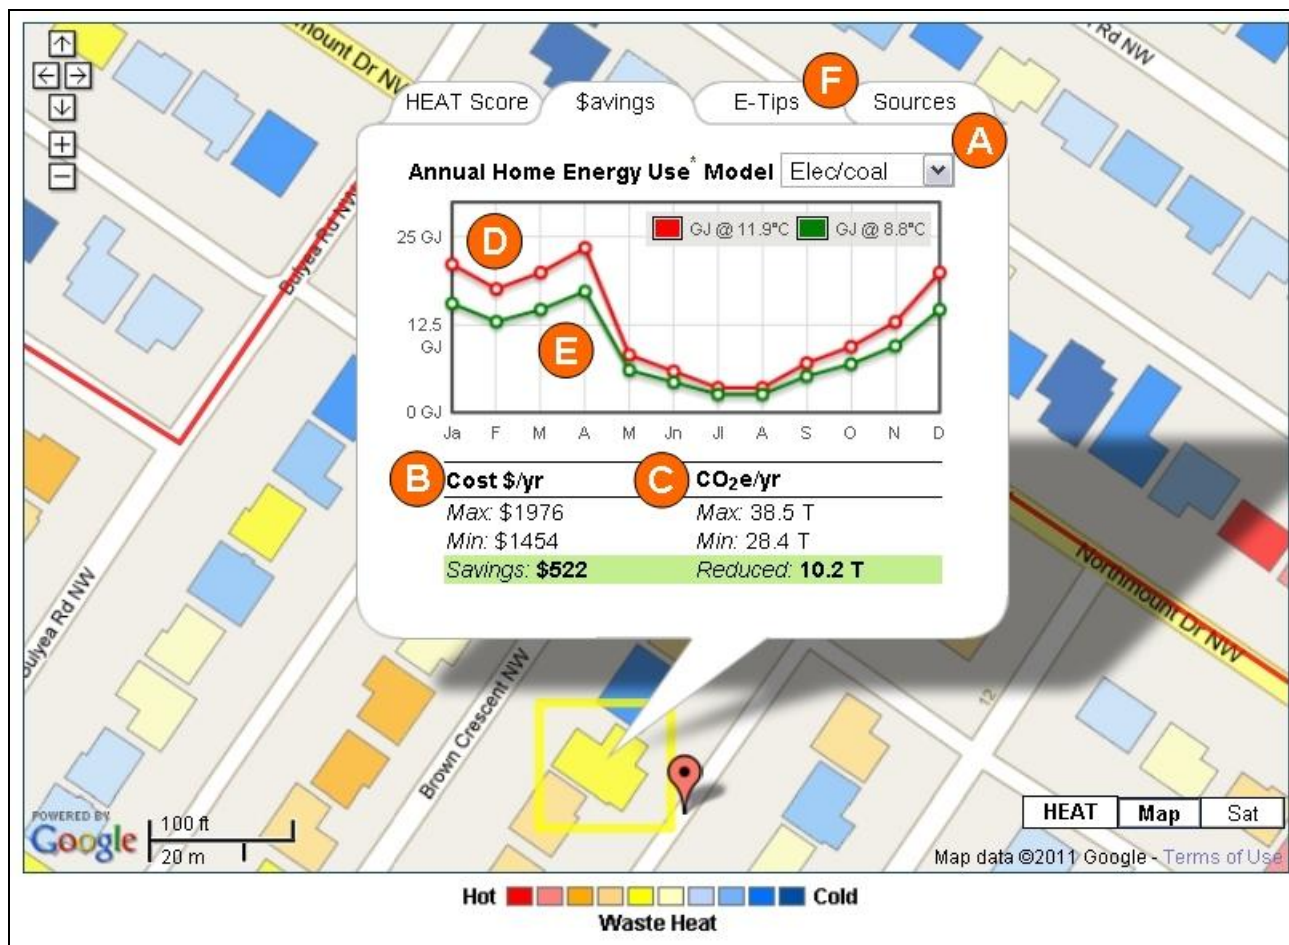 Northmount Dr NW
Rd NW
HEAT Score
$avings
E-Tips
F
Sources
A
Annual Home Energy Use* Model
Elec/coal
GJ @ 11.9°C
GJ @ 8.8°C
25 GJ
12.5
GJ
0 GJ
D
E
Ja F M A M Jn Jl A S O N D
B
Cost $/yr
C
CO₂e/yr
Max: $1976
Max: 38.5 T
Min: $1454
Min: 28.4 T
Savings: $522
Reduced: 10.2 T
Bulyea Rd NW
Bulyea Rd NW
Brown Crescent NW
Northmount Dr NW
12
POWERED BY
Google
100 ft
20 m
HEAT
Map
Sat
Map data ©2011 Google - Terms of Use
Hot
Cold
Waste Heat